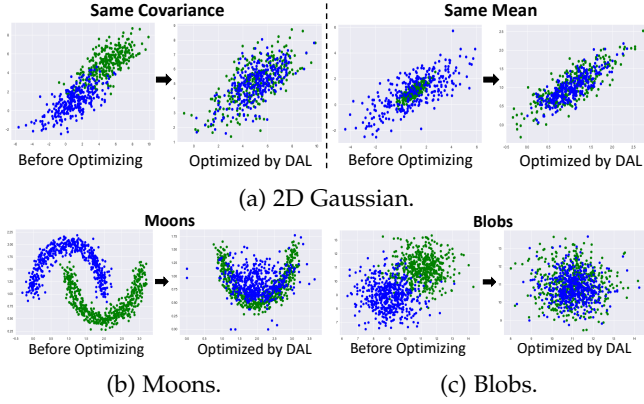 Same Covariance
Same Mean
Before Optimizing
Optimized by DAL
Before Optimizing
Optimized by DAL
(a) 2D Gaussian.
Moons
Blobs
Before Optimizing
Optimized by DAL
Before Optimizing
Optimized by DAL
(b) Moons.
(c) Blobs.